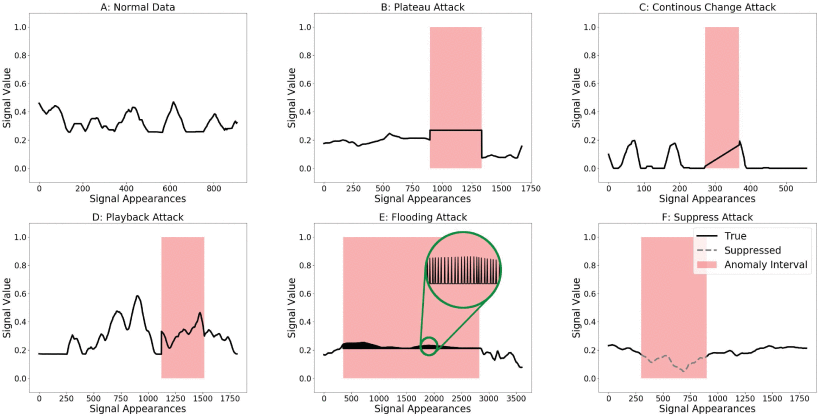 A: Normal Data
1.0
0.8
0.6
0.4
0.2
0.0
Signal Value
0 200 400 600 800
Signal Appearances
B: Plateau Attack
1.0
0.8
0.6
0.4
0.2
0.0
Signal Value
0 250 500 750 1000 1250 1500 1750
Signal Appearances
C: Continous Change Attack
1.0
0.8
0.6
0.4
0.2
0.0
Signal Value
0 100 200 300 400 500
Signal Appearances
D: Playback Attack
1.0
0.8
0.6
0.4
0.2
0.0
Signal Value
0 250 500 750 1000 1250 1500 1750
Signal Appearances
E: Flooding Attack
1.0
0.8
0.6
0.4
0.2
0.0
Signal Value
0 500 1000 1500 2000 2500 3000 3500
Signal Appearances
F: Suppress Attack
1.0
0.8
0.6
0.4
0.2
0.0
Signal Value
True
Suppressed
Anomaly Interval
0 250 500 750 1000 1250 1500 1750
Signal Appearances